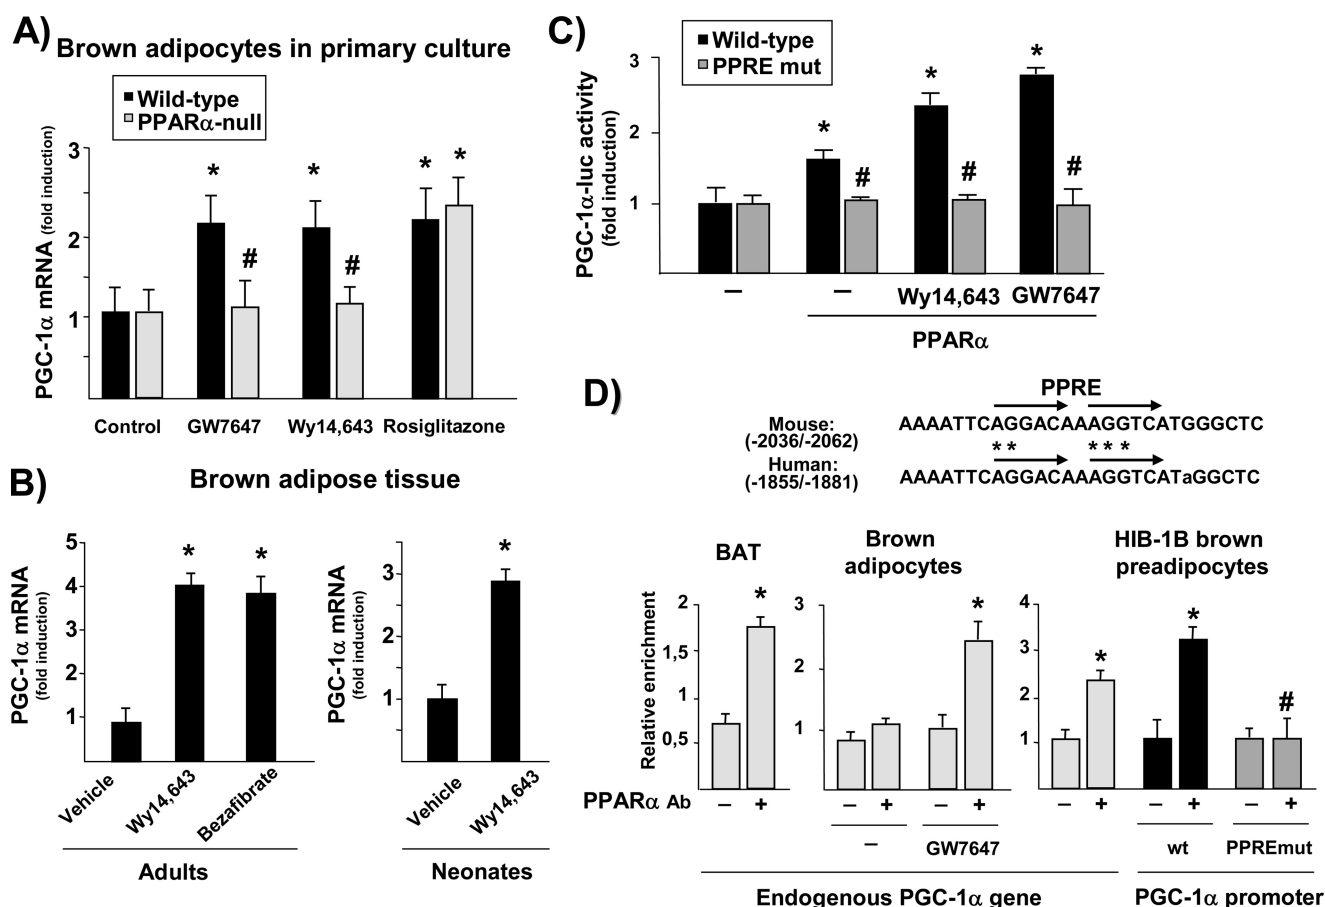 A)
Brown adipocytes in primary culture
Wild-type
PPARα-null
PGC-1α mRNA (fold induction)
3
2
1
* * * *
# #
Control GW7647 Wy14,643 Rosiglitazone
B)
Brown adipose tissue
PGC-1α mRNA
(fold induction)
5
4
3
2
1
* *
Vehicle Wy14,643 Bezafibrate
Adults
PGC-1α mRNA
(fold induction)
3
2
1
*
Vehicle Wy14,643
Neonates
C)
Wild-type
PPRE mut
PGC-1α-luc activity
(fold induction)
3
2
1
* * *
# # #
– – Wy14,643 GW7647
PPARα
D)
PPRE
Mouse: AAAATTCAGGACAAAGGTCATGGGCTC
(-2036/-2062)
** ***
Human: AAAATTCAGGACAAAGGTCATaGGCTC
(-1855/-1881)
BAT
Relative enrichment
2
1,5
1
0,5
*
Brown
adipocytes
3
2
1
*
HIB-1B brown
preadipocytes
4
3
2
1
* * #
PPARα Ab – + – + – + – + – + – +
– GW7647 wt PPREmut
Endogenous PGC-1α gene PGC-1α promoter